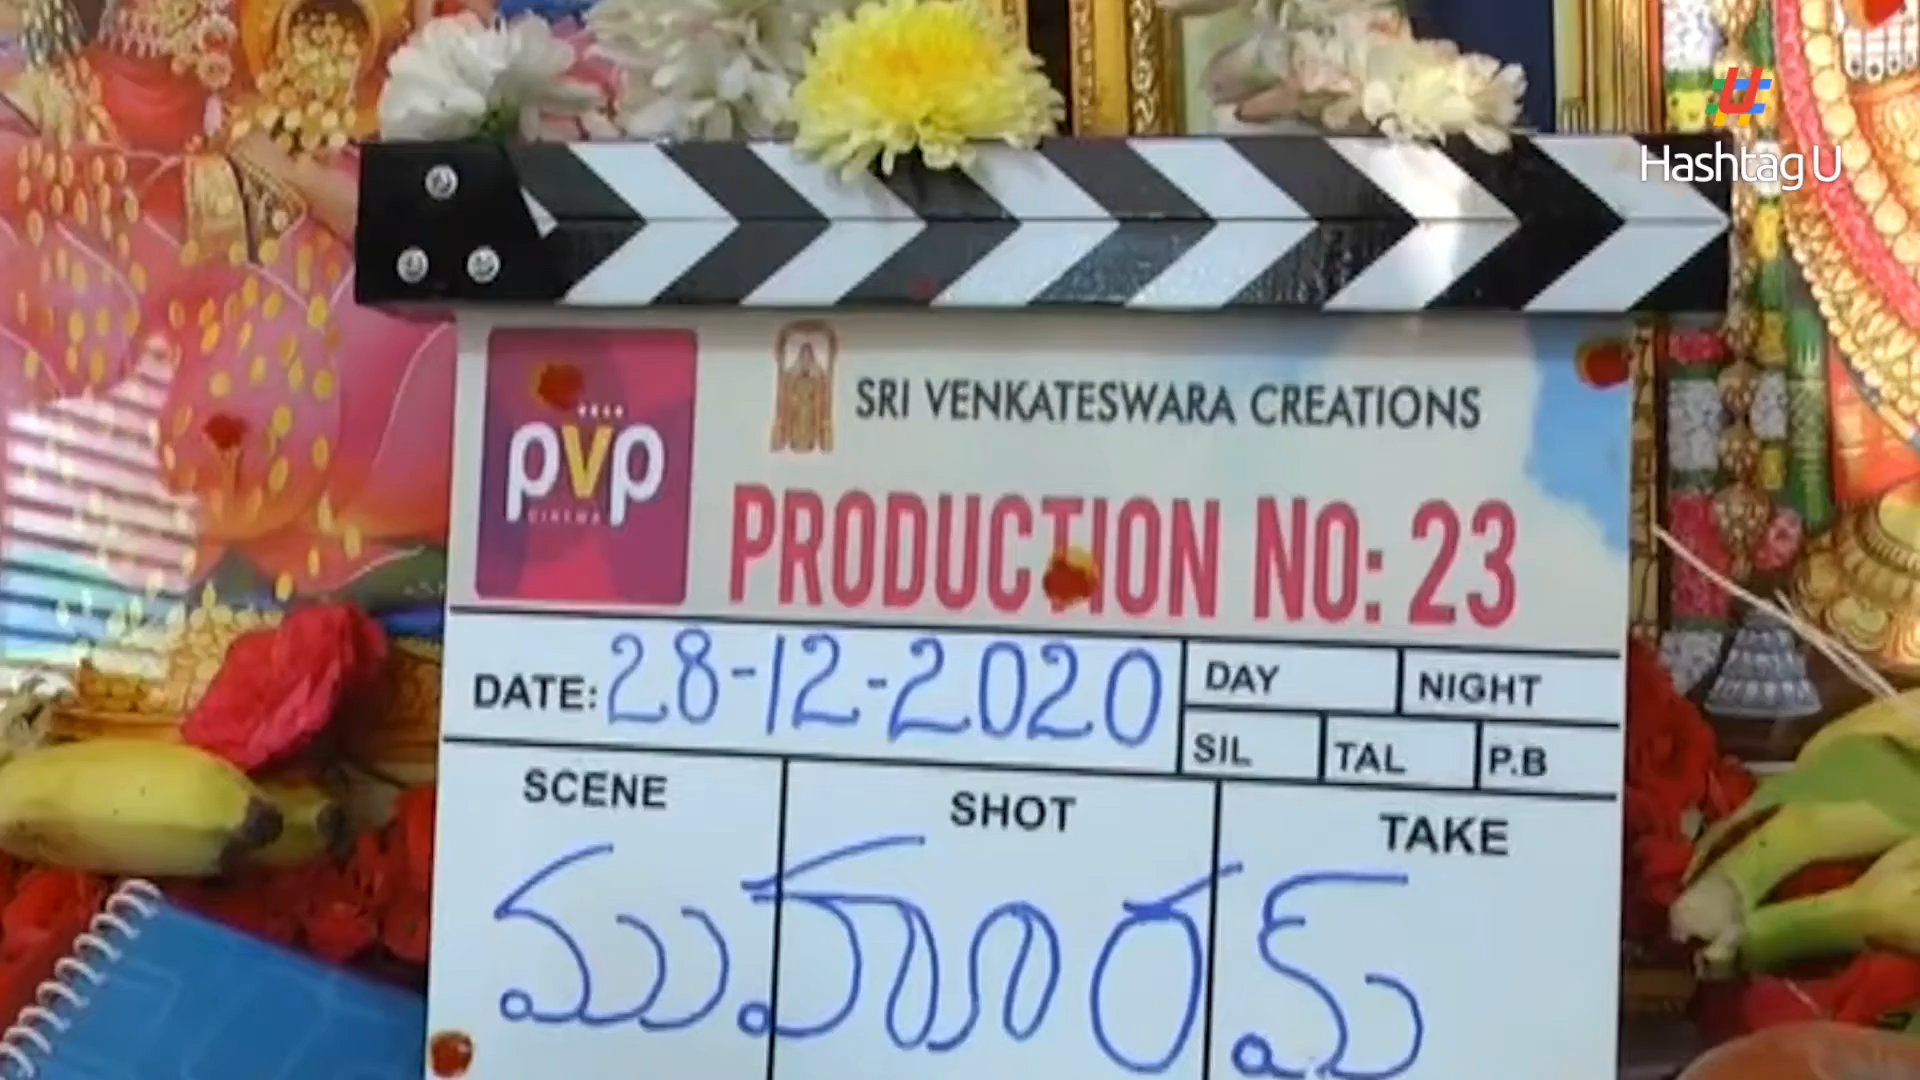 Hashtag U
SRI VENKATESWARA CREATIONS
pvp
CINEMA
PRODUCTION NO: 23
DATE: 28-12-2020
DAY
NIGHT
SIL
TAL
P.B
SCENE
SHOT
TAKE
ముహూరమ్